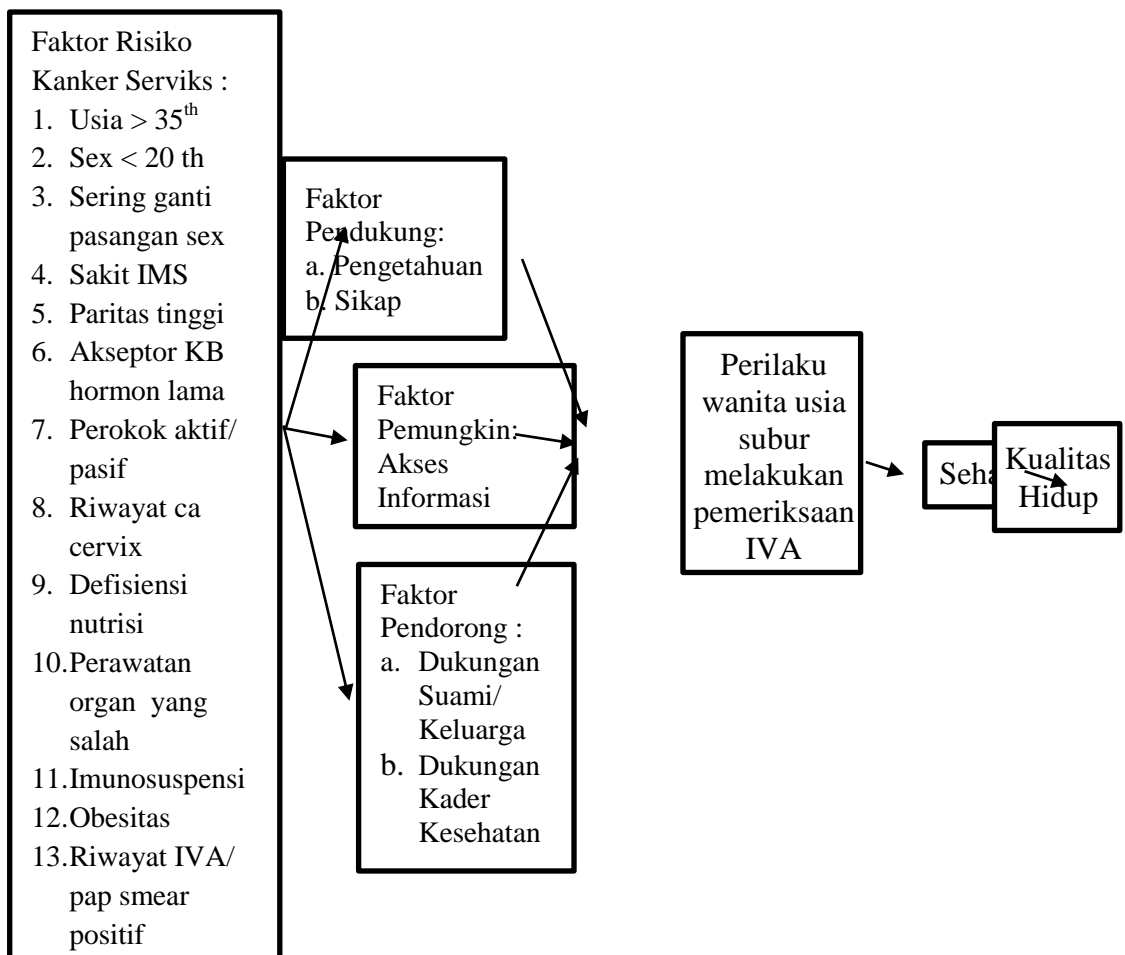 Faktor Risiko
Kanker Serviks :
1. Usia > 35th
2. Sex < 20 th
3. Sering ganti
pasangan sex
4. Sakit IMS
5. Paritas tinggi
6. Akseptor KB
hormon lama
7. Perokok aktif/
pasif
8. Riwayat ca
cervix
9. Defisiensi
nutrisi
10.Perawatan
organ yang
salah
11.Imunosuspensi
12.Obesitas
13.Riwayat IVA/
pap smear
positif
Faktor
Pendukung:
a. Pengetahuan
b. Sikap
Faktor
Pemungkin:
Akses
Informasi
Faktor
Pendorong :
a. Dukungan
Suami/
Keluarga
b. Dukungan
Kader
Kesehatan
Perilaku
wanita usia
subur
melakukan
pemeriksaan
IVA
Kualitas
Hidup